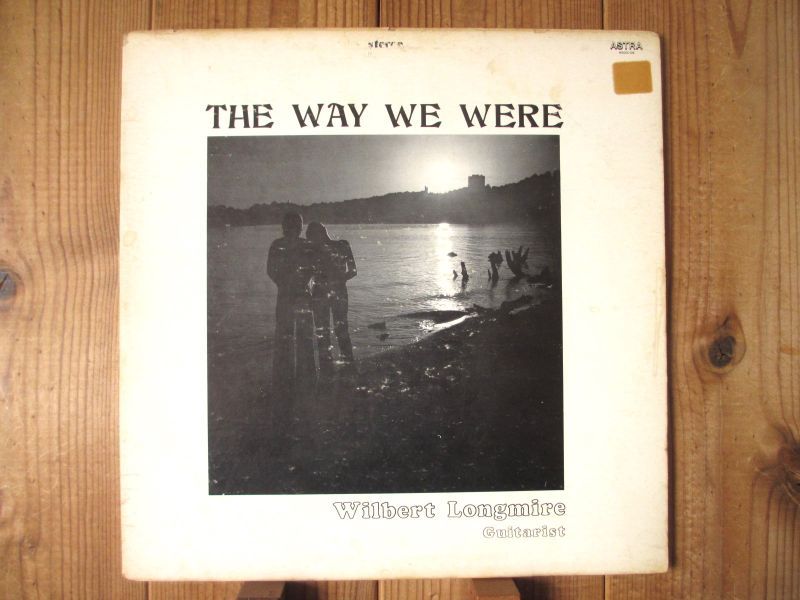 stereo
ASTRA
THE WAY WE WERE
Wilbert Longmire
Guitarist